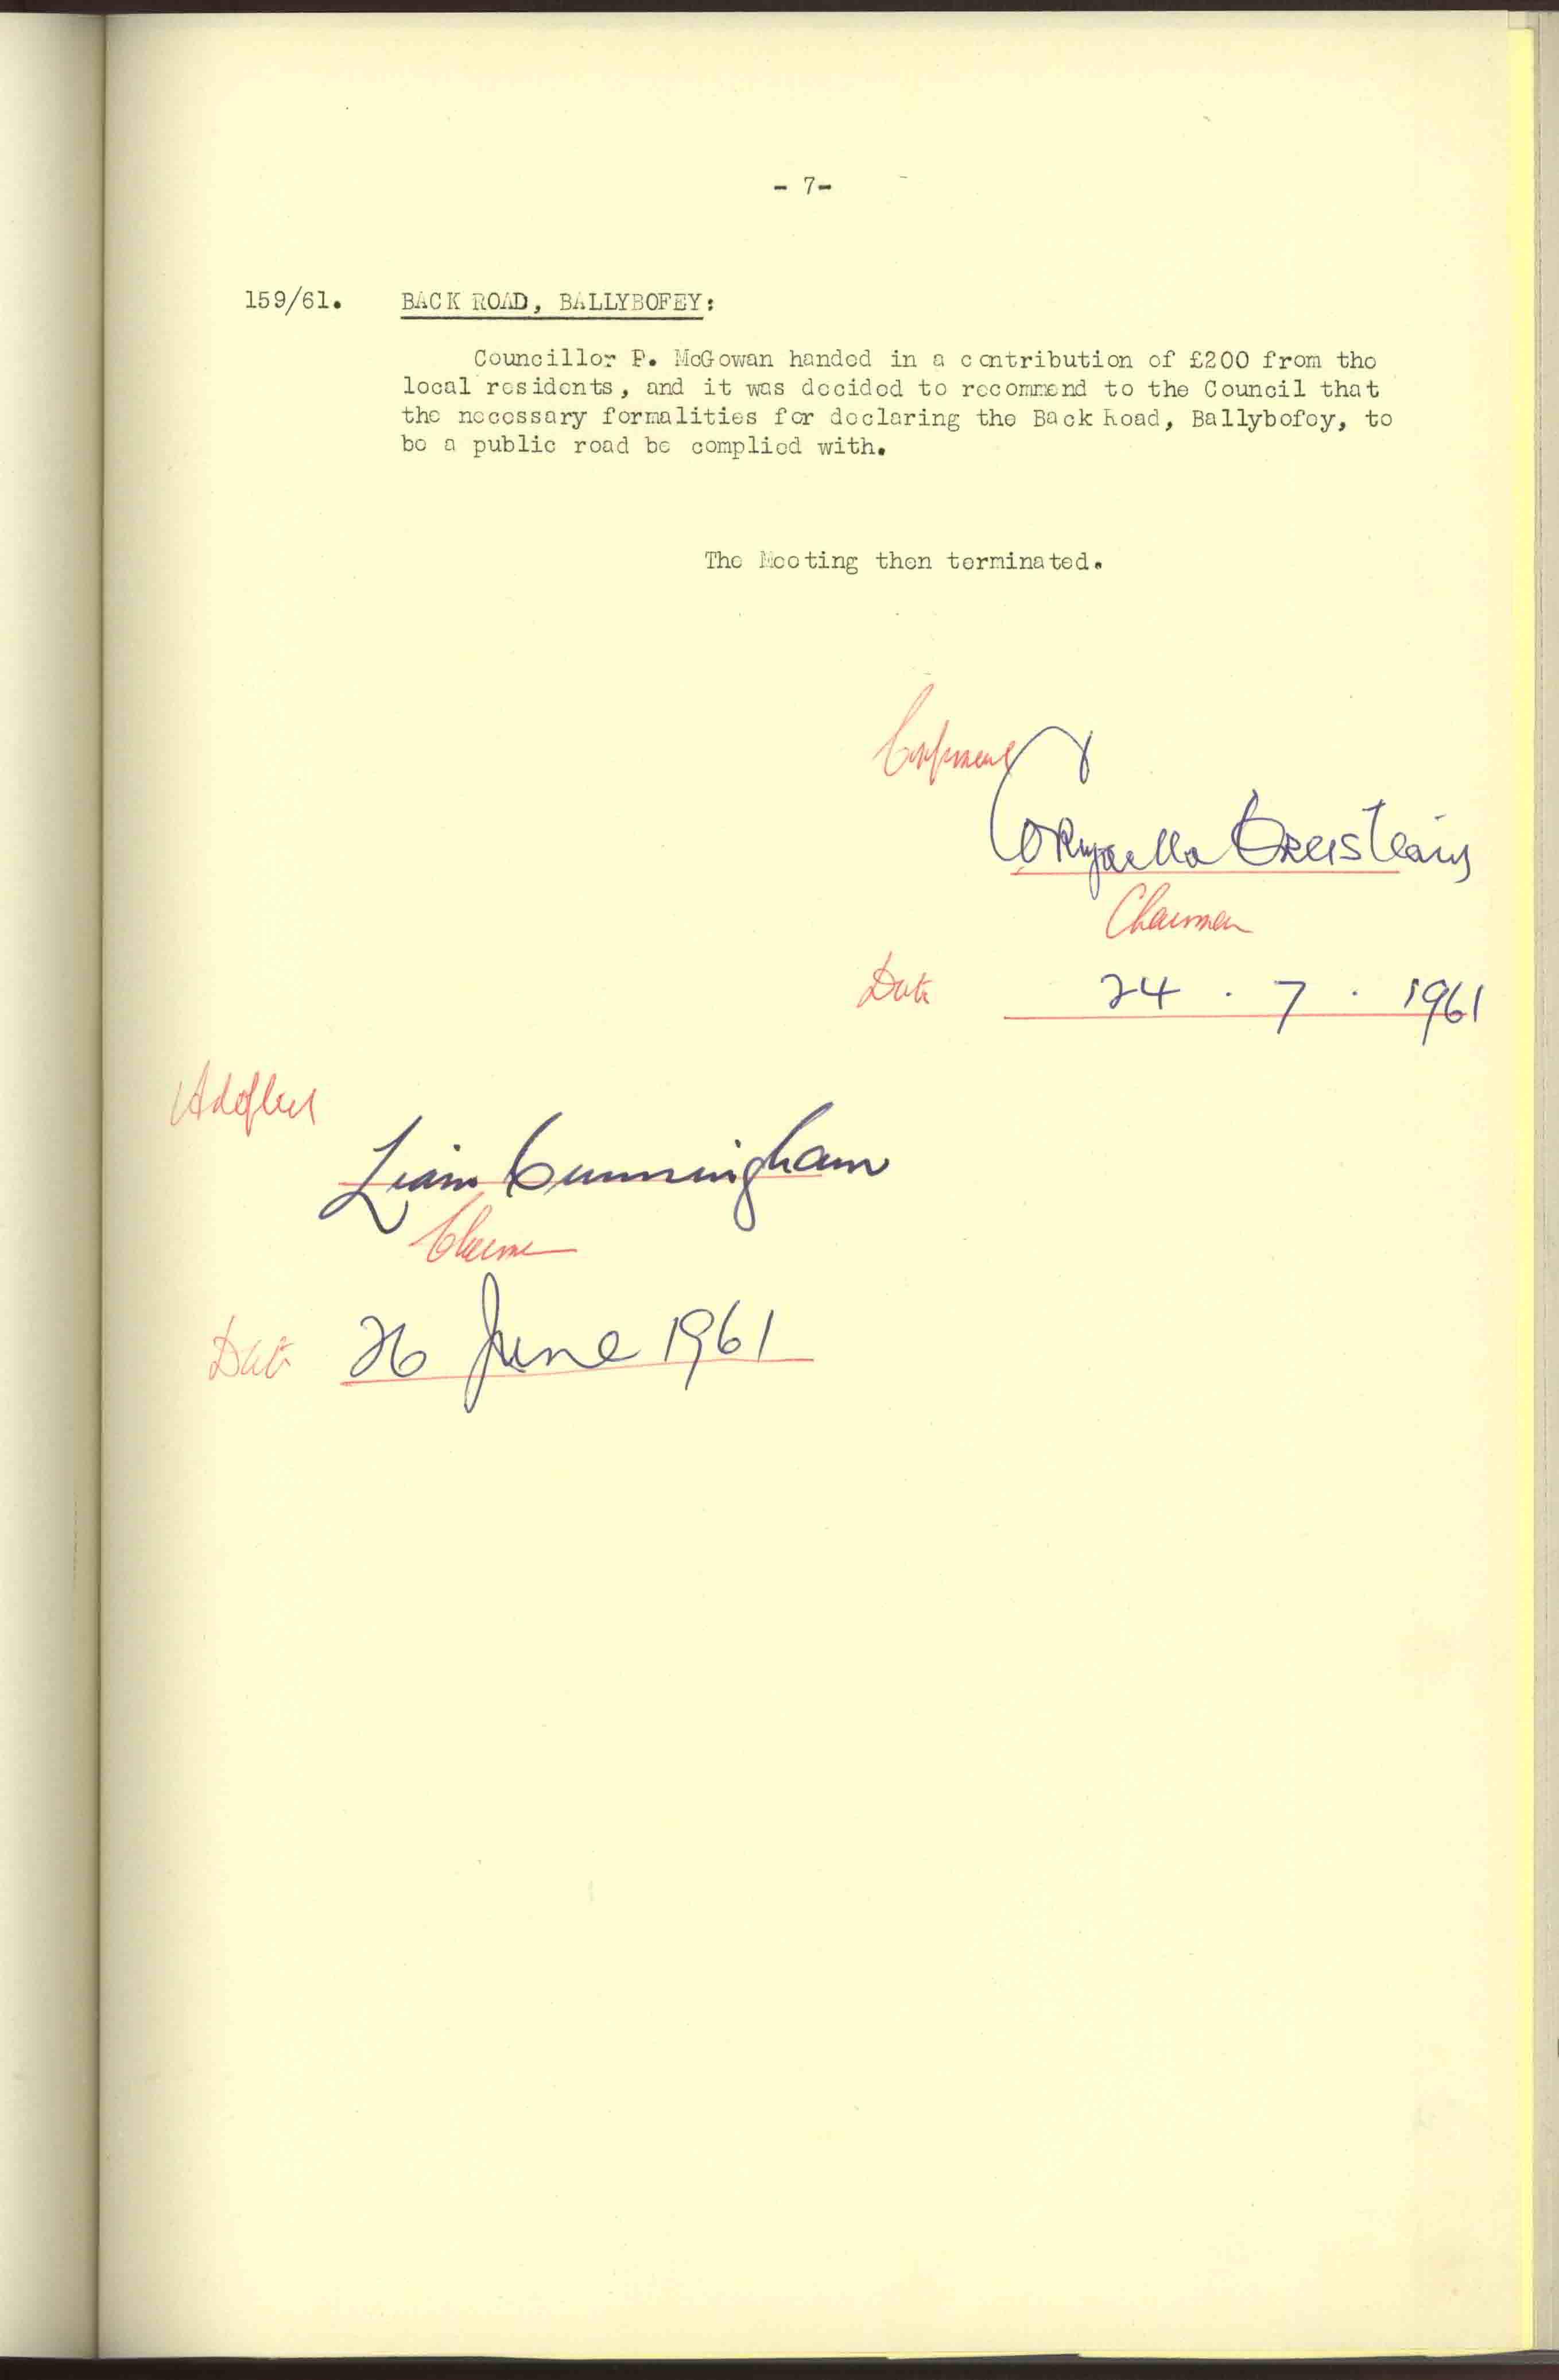 - 7-
159/61. BACK ROAD, BALLYBOFEY:
Councillor P. McGowan handed in a contribution of £200 from the
local residents, and it was decided to recommend to the Council that
the necessary formalities for declaring the Back Road, Ballybofey, to
be a public road be complied with.
The Meeting then terminated.
Chairman
Date 24 . 7 . 1961
Adopted
Liam Cunningham
Date 26 June 1961